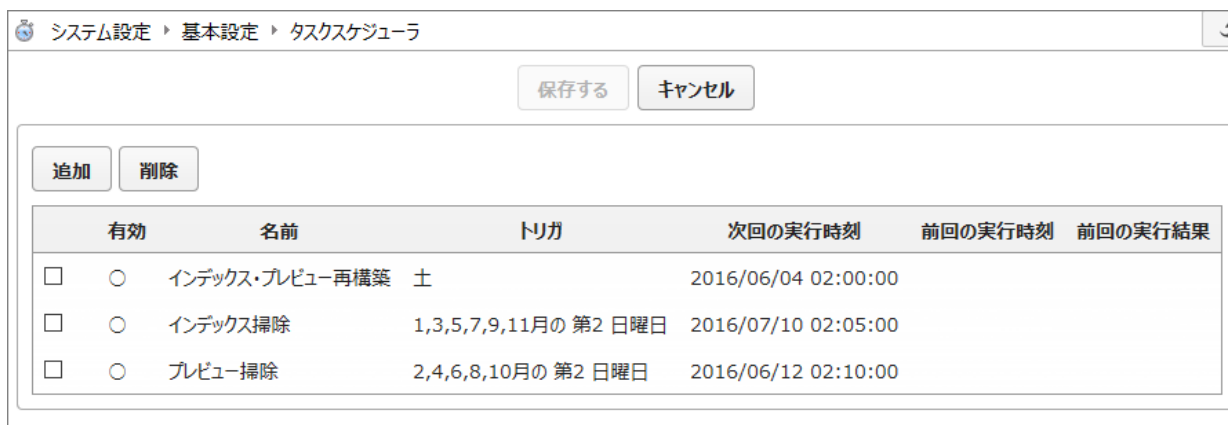 システム設定 基本設定 タスクスケジューラ
保存する キャンセル
追加 削除
有効 名前 トリガ 次回の実行時刻 前回の実行時刻 前回の実行結果
○ インデックス・プレビュー再構築 土 2016/06/04 02:00:00
○ インデックス掃除 1,3,5,7,9,11月の 第2 日曜日 2016/07/10 02:05:00
○ プレビュー掃除 2,4,6,8,10月の 第2 日曜日 2016/06/12 02:10:00